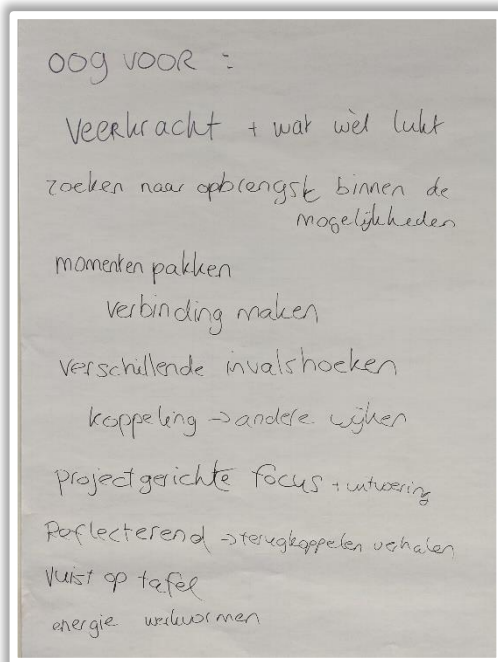 oog voor :
veerkracht + wat wèl lukt
zoeken naar opbrengst binnen de
mogelijkheden
momenten pakken
verbinding maken
verschillende invalshoeken
koppeling → andere wijken
projectgerichte focus + uitvoering
Reflecterend → terugkoppelen verhalen
vuist op tafel
energie werkvormen